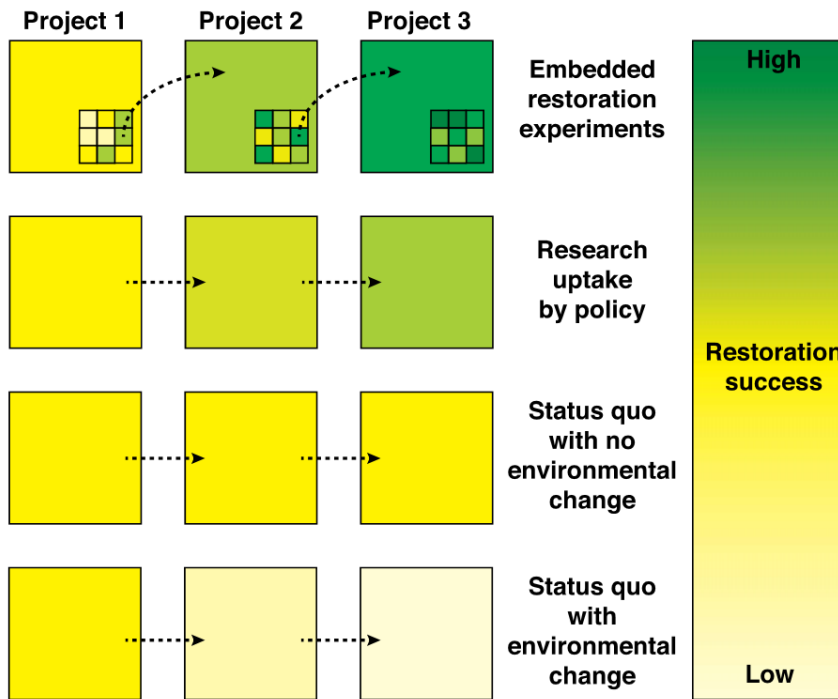 Project 1
Project 2
Project 3
Embedded
restoration
experiments
Research
uptake
by policy
Status quo
with no
environmental
change
Status quo
with
environmental
change
High
Restoration
success
Low